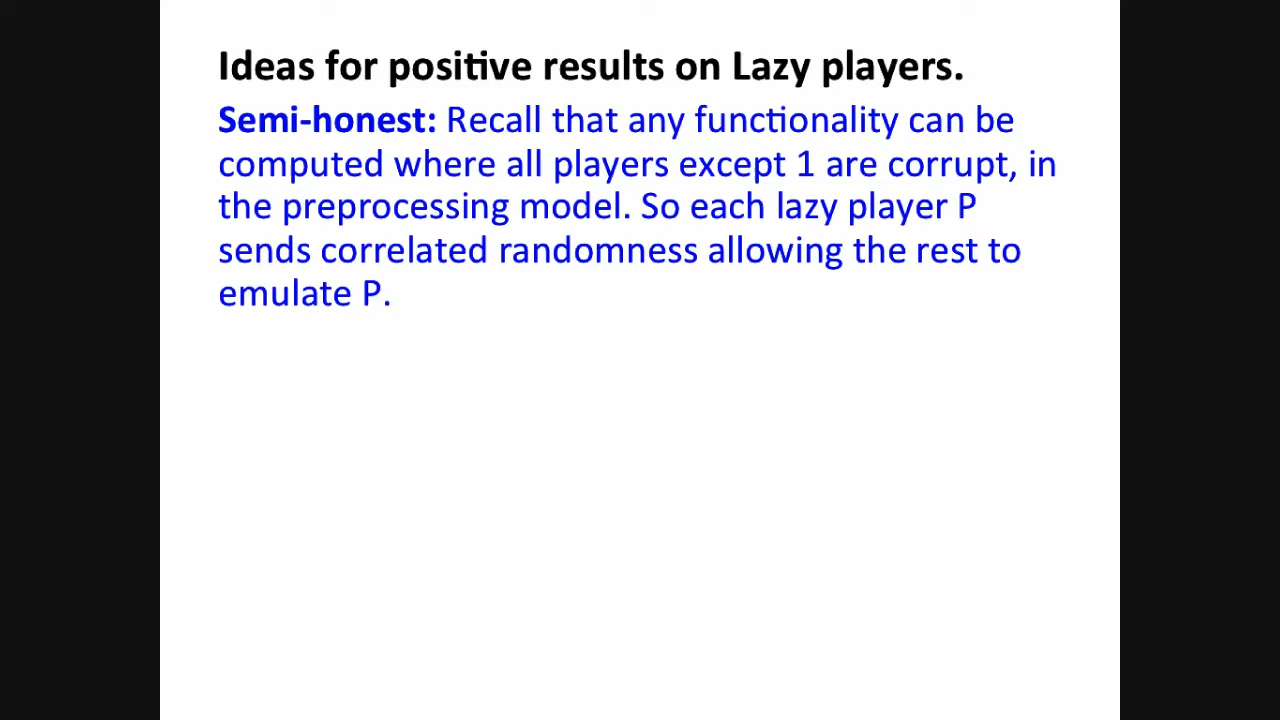 Ideas for positive results on Lazy players.
Semi-honest: Recall that any functionality can be
computed where all players except 1 are corrupt, in
the preprocessing model. So each lazy player P
sends correlated randomness allowing the rest to
emulate P.